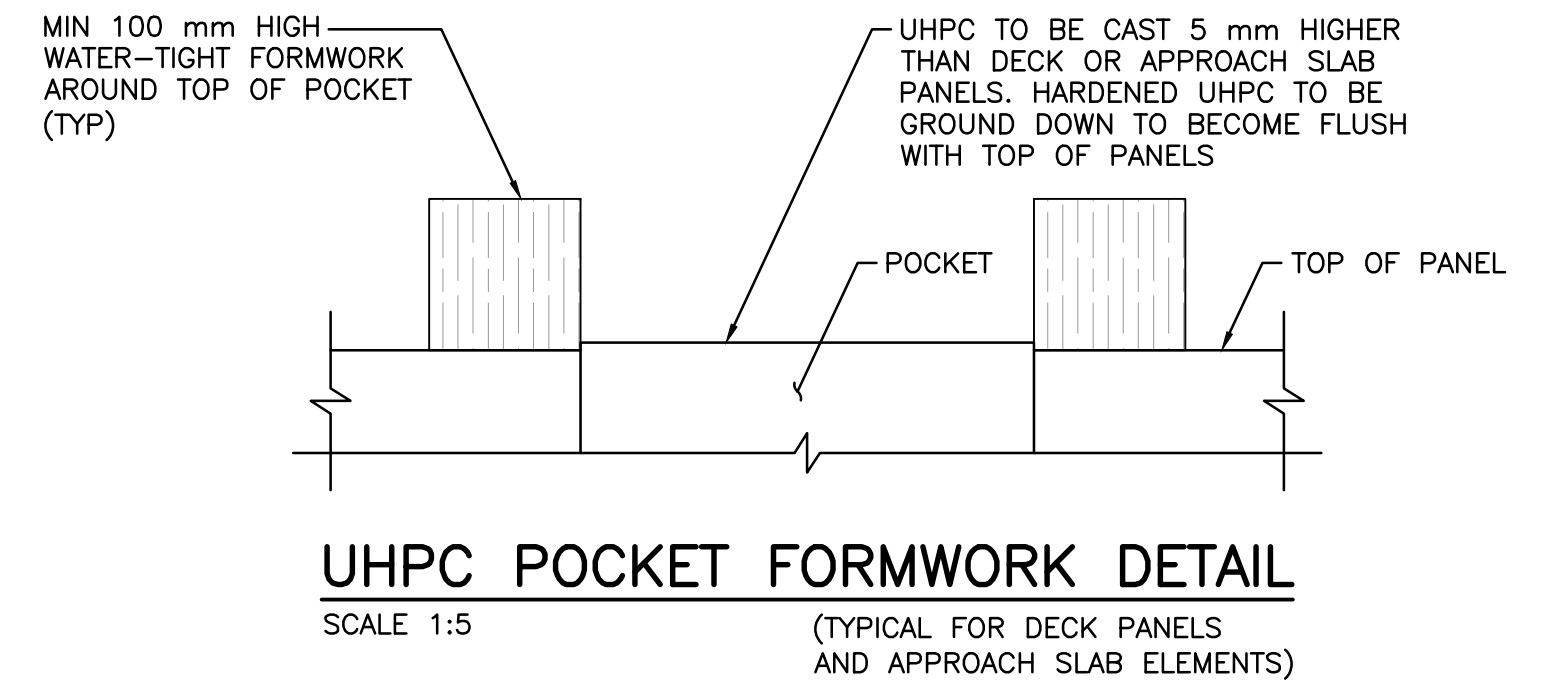 MIN 100 mm HIGH
WATER-TIGHT FORMWORK
AROUND TOP OF POCKET
(TYP)
UHPC TO BE CAST 5 mm HIGHER
THAN DECK OR APPROACH SLAB
PANELS. HARDENED UHPC TO BE
GROUND DOWN TO BECOME FLUSH
WITH TOP OF PANELS
POCKET
TOP OF PANEL
UHPC POCKET FORMWORK DETAIL
SCALE 1:5
(TYPICAL FOR DECK PANELS
AND APPROACH SLAB ELEMENTS)